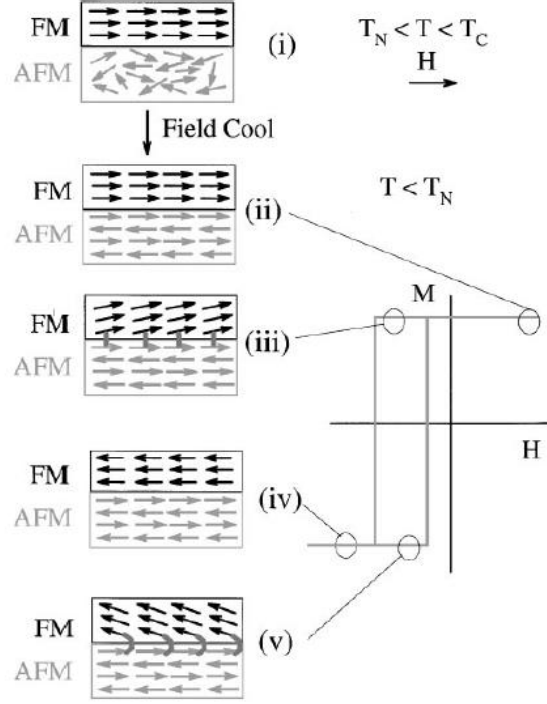 FM
AFM
(i)
T_N < T < T_C
H
Field Cool
FM
AFM
(ii)
T < T_N
M
FM
AFM
(iii)
H
FM
AFM
(iv)
FM
AFM
(v)